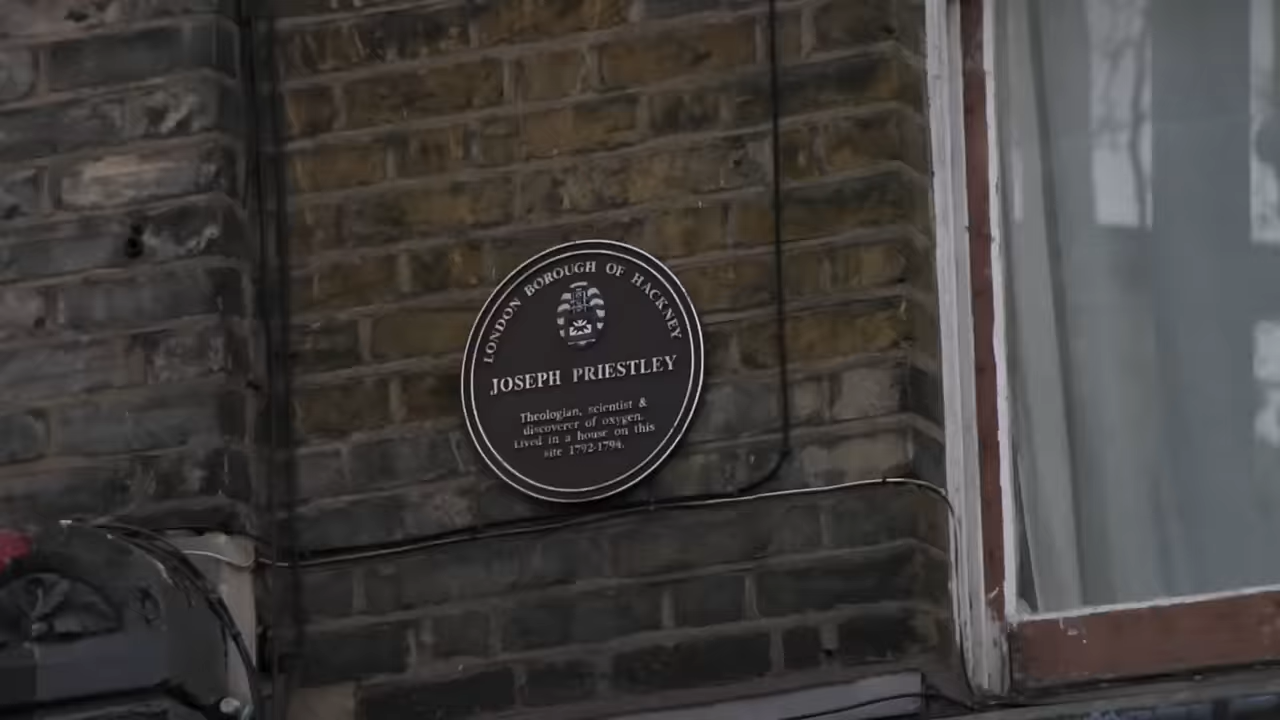 LONDON BOROUGH OF HACKNEY
JOSEPH PRIESTLEY
Theologian, scientist &
discoverer of oxygen.
Lived in a house on this
site 1792-1794.